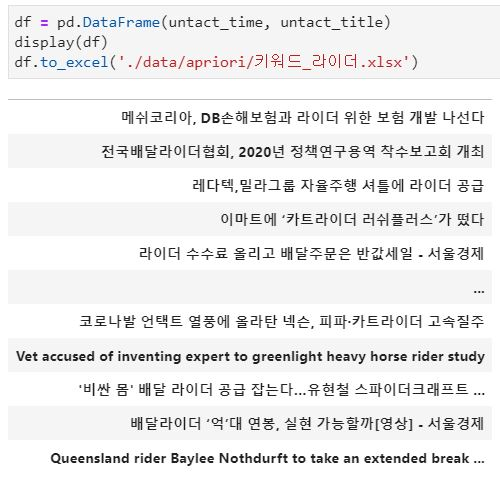 df = pd.DataFrame(untact_time, untact_title)
display(df)
df.to_excel('./data/apriori/키워드_라이더.xlsx')
메쉬코리아, DB손해보험과 라이더 위한 보험 개발 나선다
전국배달라이더협회, 2020년 정책연구용역 착수보고회 개최
레다텍,밀라그룹 자율주행 셔틀에 라이더 공급
이마트에 ‘카트라이더 러쉬플러스’가 떴다
라이더 수수료 올리고 배달주문은 반값세일 - 서울경제
...
코로나발 언택트 열풍에 올라탄 넥슨, 피파·카트라이더 고속질주
Vet accused of inventing expert to greenlight heavy horse rider study
'비싼 몸' 배달 라이더 공급 잡는다…유현철 스파이더크래프트 ...
배달라이더 ‘억’대 연봉, 실현 가능할까[영상] - 서울경제
Queensland rider Baylee Nothdurft to take an extended break ...